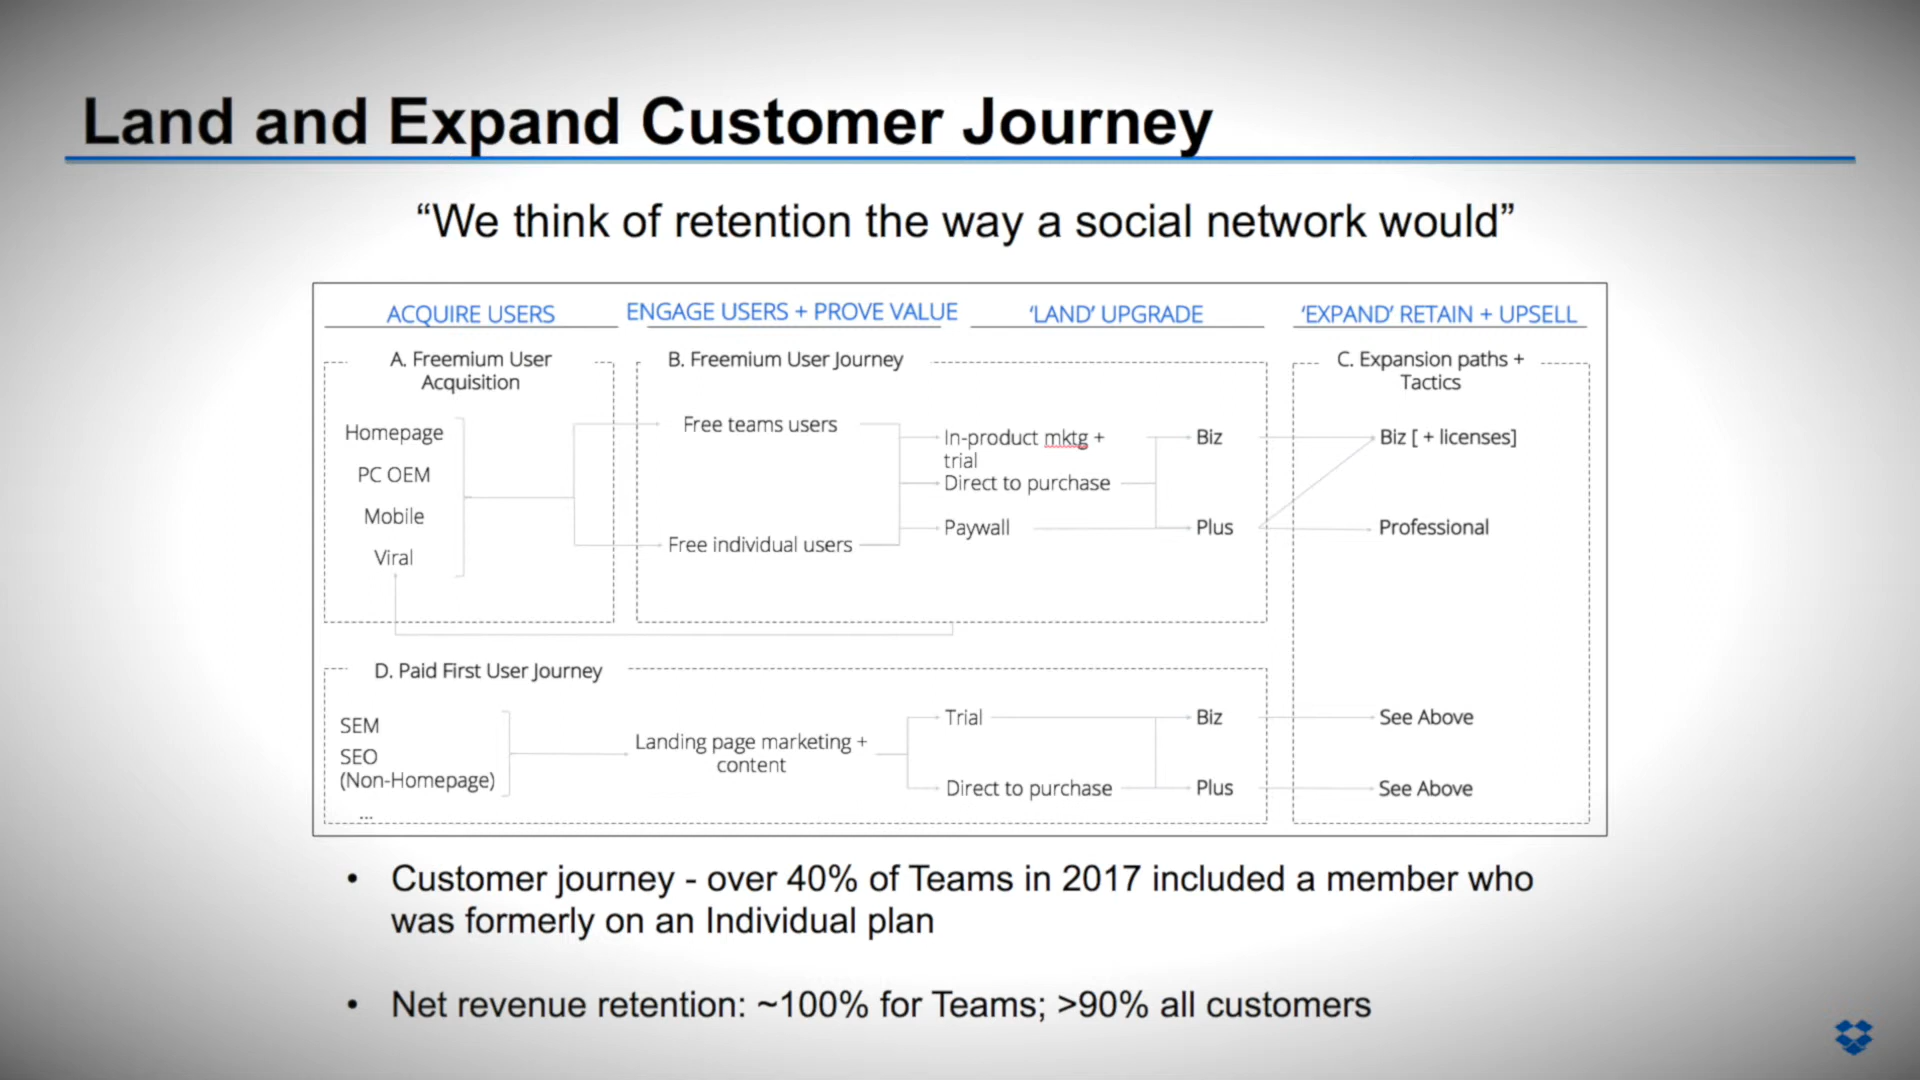 Land and Expand Customer Journey
“We think of retention the way a social network would”
ACQUIRE USERS
ENGAGE USERS + PROVE VALUE
‘LAND’ UPGRADE
‘EXPAND’ RETAIN + UPSELL
A. Freemium User
Acquisition
Homepage
PC OEM
Mobile
Viral
B. Freemium User Journey
Free teams users
Free individual users
In-product mktg +
trial
Direct to purchase
Paywall
Biz
Plus
C. Expansion paths +
Tactics
Biz [ + licenses]
Professional
D. Paid First User Journey
SEM
SEO
(Non-Homepage)
...
Landing page marketing +
content
Trial
Direct to purchase
Biz
Plus
See Above
See Above
• Customer journey - over 40% of Teams in 2017 included a member who
was formerly on an Individual plan
• Net revenue retention: ~100% for Teams; >90% all customers